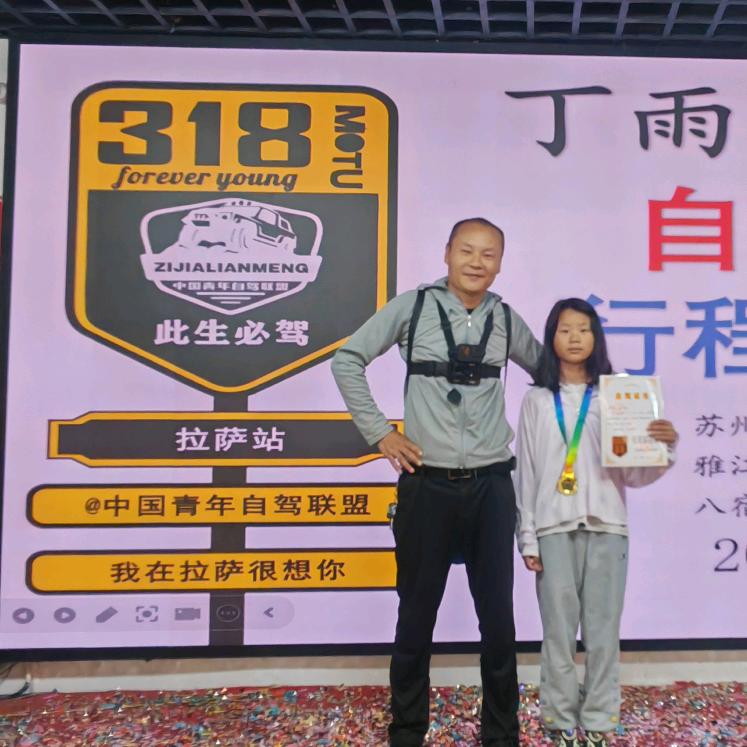 318
MOTU
forever young
ZIJIALIANMENG
中国青年自驾联盟
此生必驾
拉萨站
@中国青年自驾联盟
我在拉萨很想你
丁雨
自
行程
苏州
雅江
八宿
20